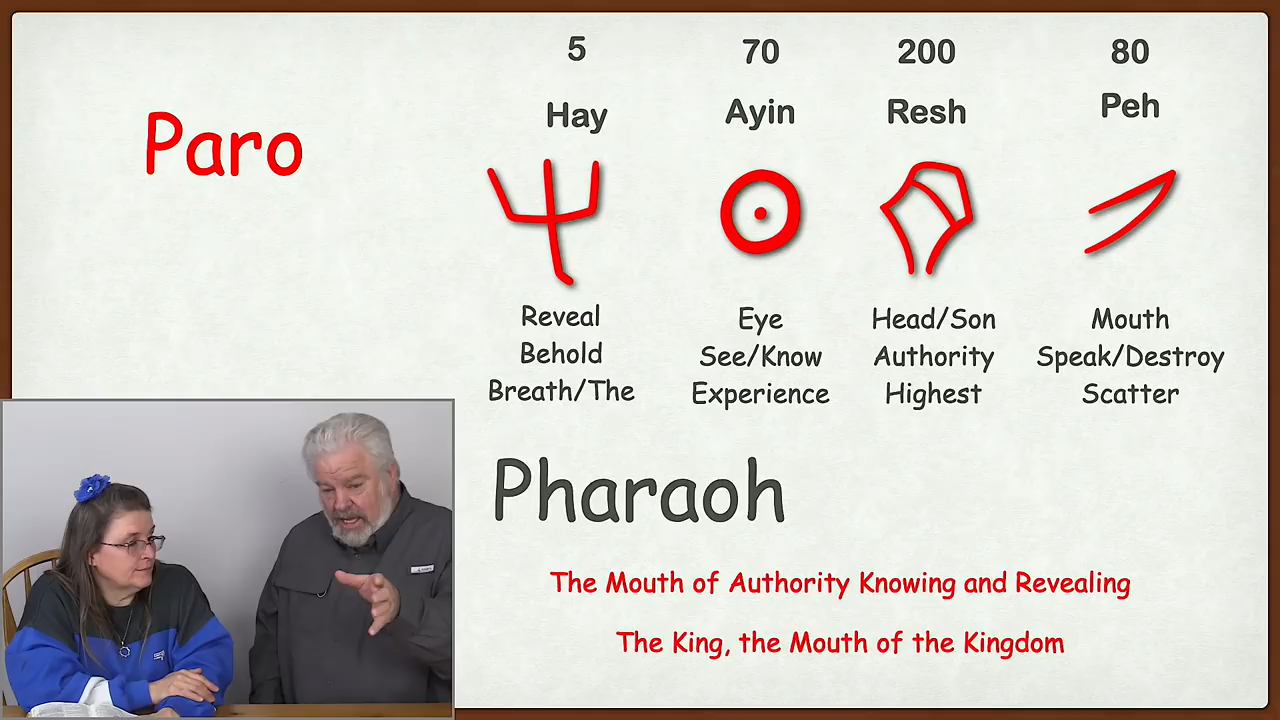 5 70 200 80
Hay Ayin Resh Peh
Paro
Reveal Eye Head/Son Mouth
Behold See/Know Authority Speak/Destroy
Breath/The Experience Highest Scatter
Pharaoh
The Mouth of Authority Knowing and Revealing
The King, the Mouth of the Kingdom